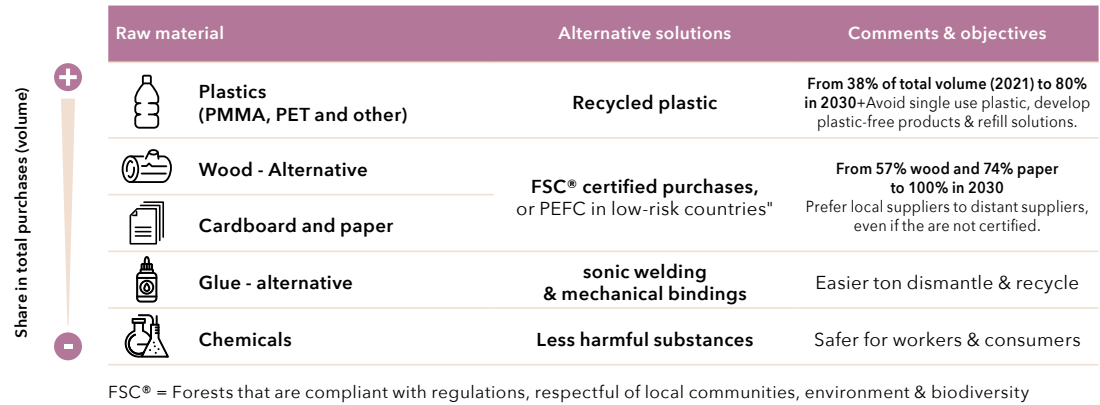 Raw material
Alternative solutions
Comments & objectives
Share in total purchases (volume)
+
-
Plastics
(PMMA, PET and other)
Recycled plastic
From 38% of total volume (2021) to 80%
in 2030+Avoid single use plastic, develop
plastic-free products & refill solutions.
Wood - Alternative
Cardboard and paper
FSC® certified purchases,
or PEFC in low-risk countries"
From 57% wood and 74% paper
to 100% in 2030
Prefer local suppliers to distant suppliers,
even if the are not certified.
Glue - alternative
sonic welding
& mechanical bindings
Easier ton dismantle & recycle
Chemicals
Less harmful substances
Safer for workers & consumers
FSC® = Forests that are compliant with regulations, respectful of local communities, environment & biodiversity